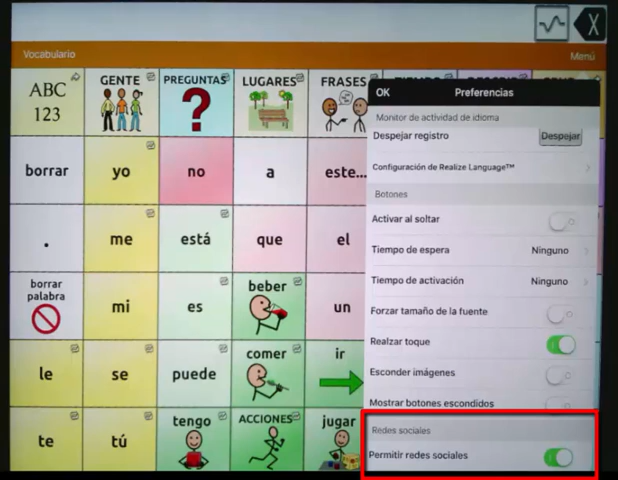 Vocabulario
Menú
ABC
123
GENTE
PREGUNTAS
LUGARES
FRASES
OK
Preferencias
Monitor de actividad de idioma
Despejar registro
Despejar
Configuración de Realize Language™
Botones
Activar al soltar
Tiempo de espera
Ninguno
Tiempo de activación
Ninguno
Forzar tamaño de la fuente
Realzar toque
Esconder imágenes
Mostrar botones escondidos
Redes sociales
Permitir redes sociales
borrar
yo
no
a
este...
.
me
está
que
el
borrar
palabra
mi
es
beber
un
le
se
puede
comer
ir
te
tú
tengo
ACCIONES
jugar